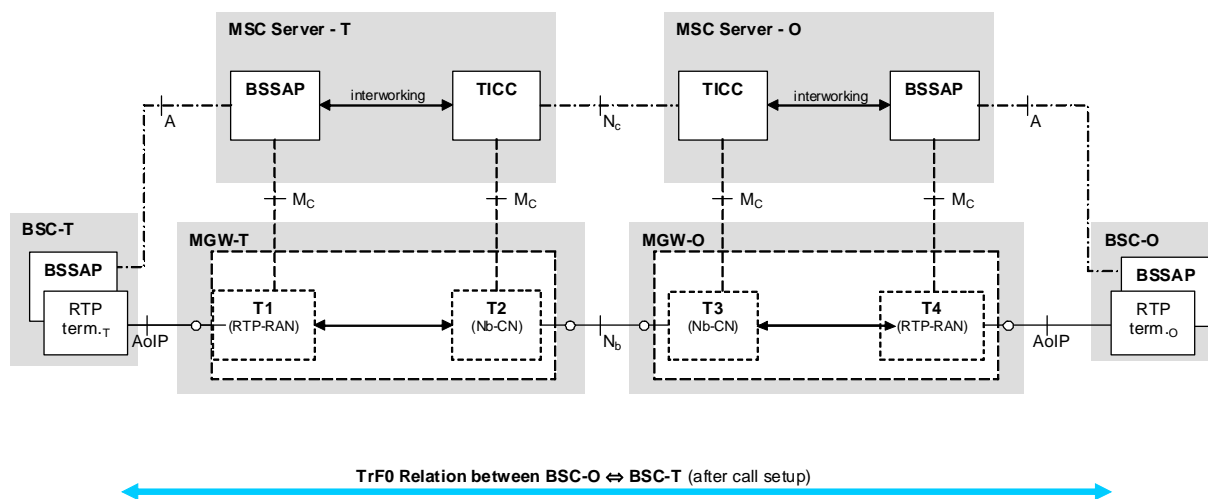 MSC Server - T
MSC Server - O
BSSAP
interworking
TICC
TICC
interworking
BSSAP
A
Nc
A
MC
MC
MC
MC
BSC-T
MGW-T
MGW-O
BSC-O
BSSAP
BSSAP
RTP
term.T
T1
(RTP-RAN)
T2
(Nb-CN)
T3
(Nb-CN)
T4
(RTP-RAN)
RTP
term.O
AoIP
Nb
AoIP
TrF0 Relation between BSC-O ⇔ BSC-T (after call setup)